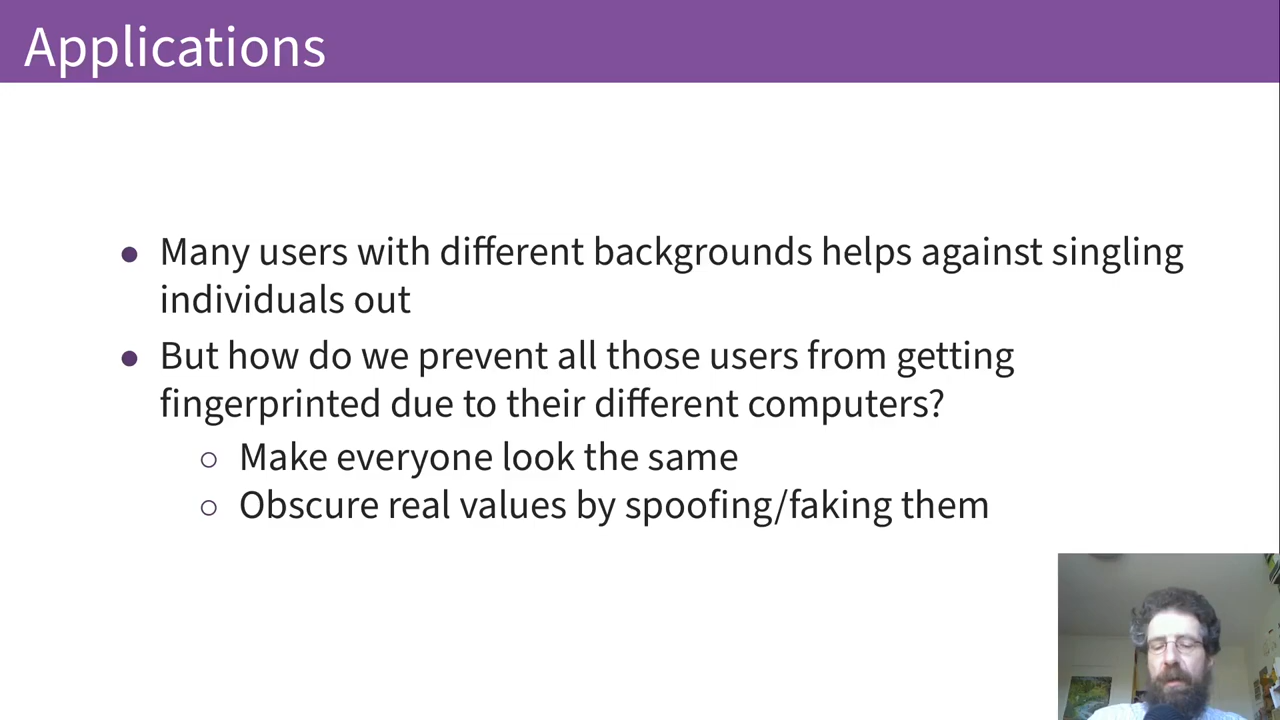 Applications
● Many users with different backgrounds helps against singling
individuals out
● But how do we prevent all those users from getting
fingerprinted due to their different computers?
○ Make everyone look the same
○ Obscure real values by spoofing/faking them